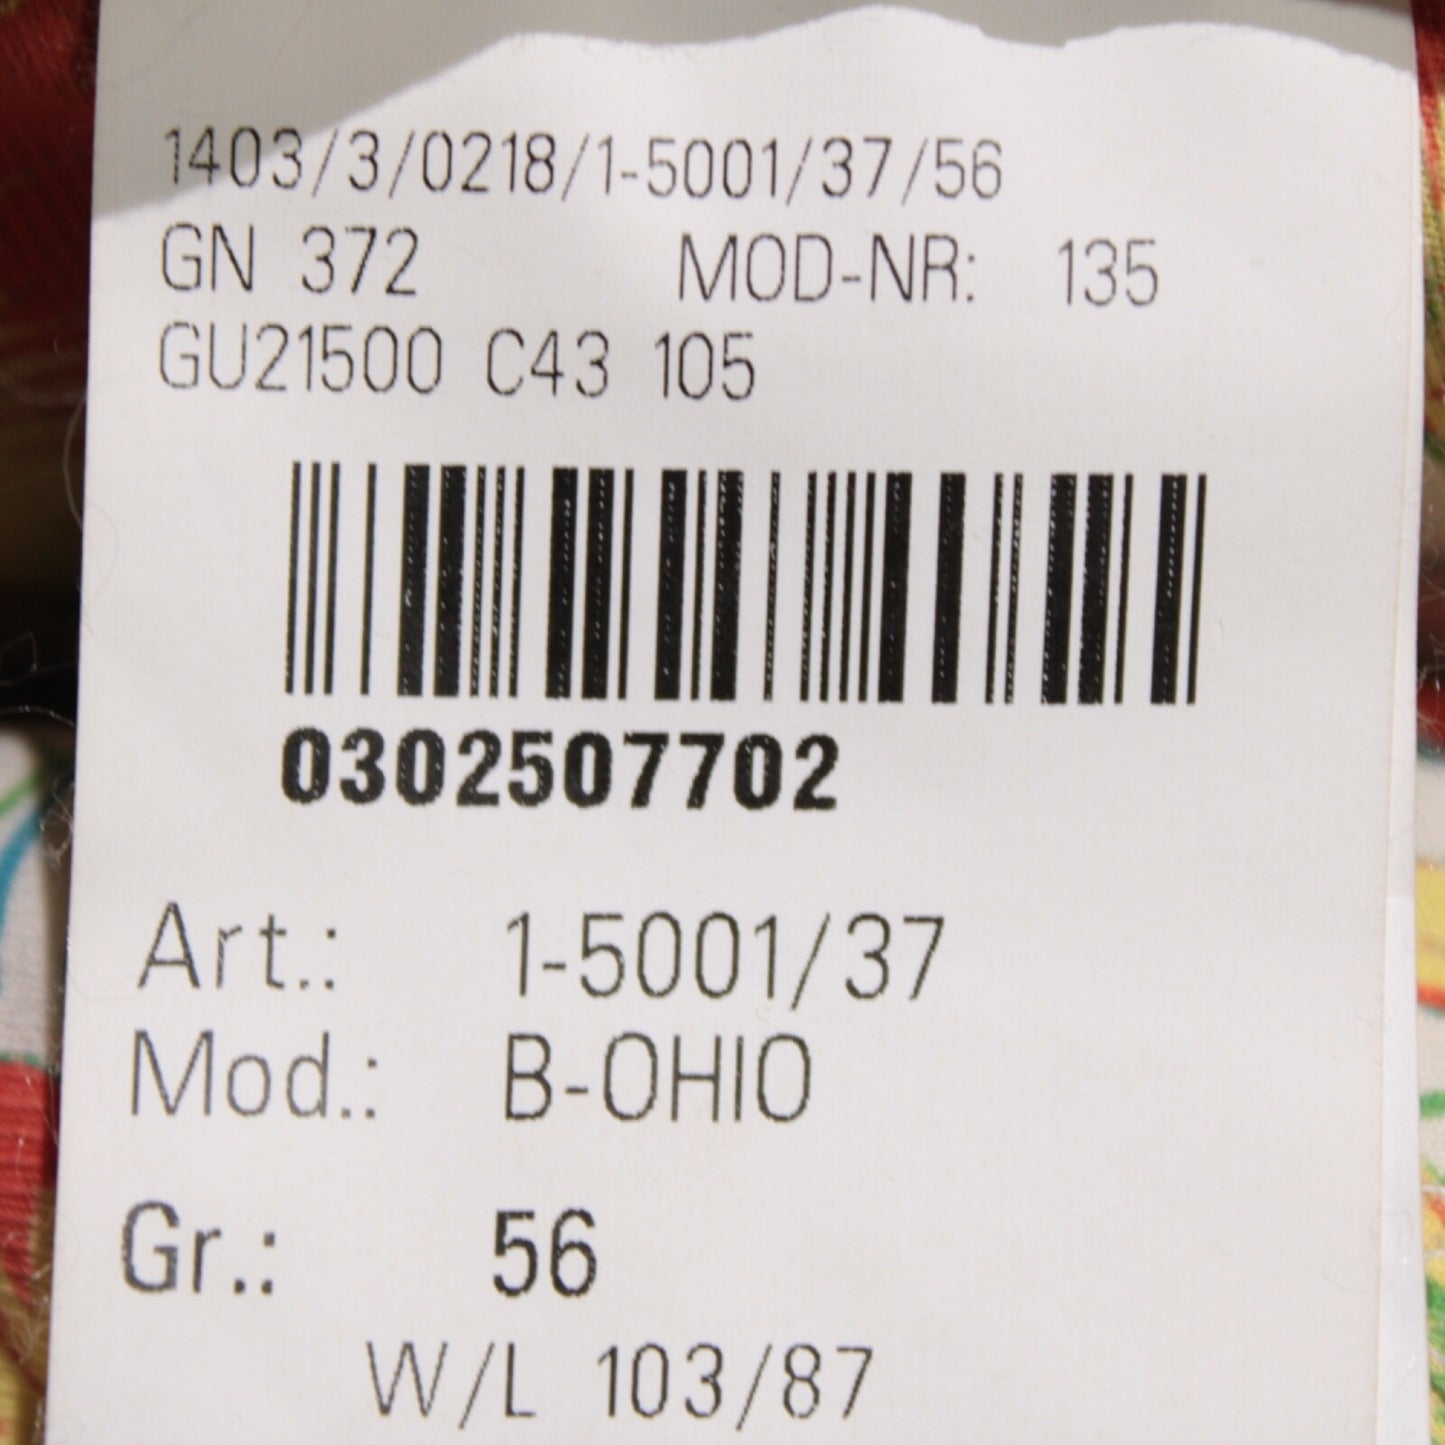 1403/3/0218/1-5001/37/56
GN 372 MOD-NR: 135
GU21500 C43 105
0302507702
Art.: 1-5001/37
Mod.: B-OHIO
Gr.: 56
W/L 103/87